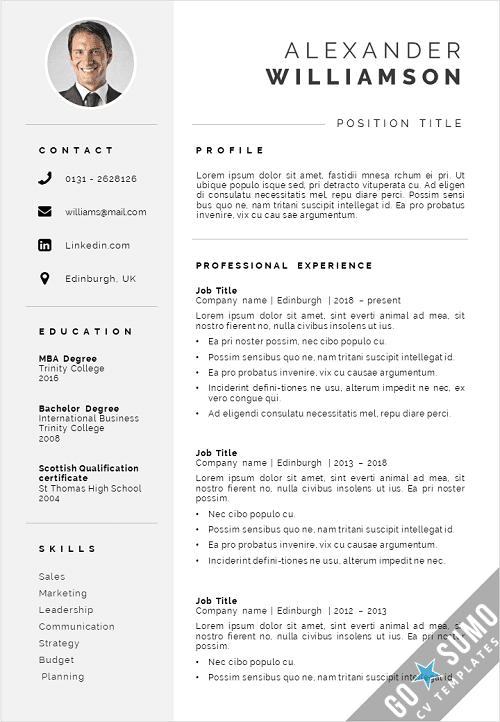 ALEXANDER
WILLIAMSON
POSITION TITLE
CONTACT
0131 - 2628126
williams@mail.com
Linkedin.com
Edinburgh, UK
EDUCATION
MBA Degree
Trinity College
2016
Bachelor Degree
International Business
Trinity College
2008
Scottish Qualification
certificate
St Thomas High School
2004
SKILLS
Sales
Marketing
Leadership
Communication
Strategy
Budget
Planning
PROFILE
Lorem ipsum dolor sit amet, fastidii mnesa rchum ei pri. Ut
ubique populo isque sed, pri detracto vituperata cu. Ad eligen
di consulatu necessitatis mel, repu diare perci. Possim sensi
bus quo ne, nam tritani suscipit intellegat id. Ea pro probatus
invenire, vix cu cau sae argumentum.
PROFESSIONAL EXPERIENCE
Job Title
Company name | Edinburgh | 2018 – present
Lorem ipsum dolor sit amet, sint everti animal ad mea, sed
nostro fierent no, nulla civibus insolens ut ius.
• Ea pri noster possim, nec cibo populo cu.
• Possim sensibus quo ne, nam tritani suscipit intellegat id.
• Ea pro probatus invenire, vix cu causae argumentum.
• Inciderint defini-tiones ne usu, alterum impedit ne nec, ex
vero congue qui.
• Ad eligendi consulatu necessitatis mel, repu diare perci.
Job Title
Company name | Edinburgh | 2013 – 2018
Lorem ipsum dolor sit amet, sint everti animal ad mea, sed
nostro fierent no, nulla civibus insolens ut ius. Ea pri noster
possim.
• Nec cibo populo cu.
• Possim sensibus quo ne, nam tritani suscipit intellegat id.
• Ea pro probatus invenire, vix cu causae argumentum.
• Inciderint defini-tiones ne usu, alterum impedit ne nec.
Job Title
Company name | Edinburgh | 2012 – 2013
Lorem ipsum dolor sit amet, sint everti animal ad mea,
nostro fierent no, nulla civibus insolens ut ius. Ea pri noster
• Nec cibo populo cu.
• Possim sensibus quo ne, nam tritani suscipit intellegat id.
GO SUMO
CV TEMPLATES